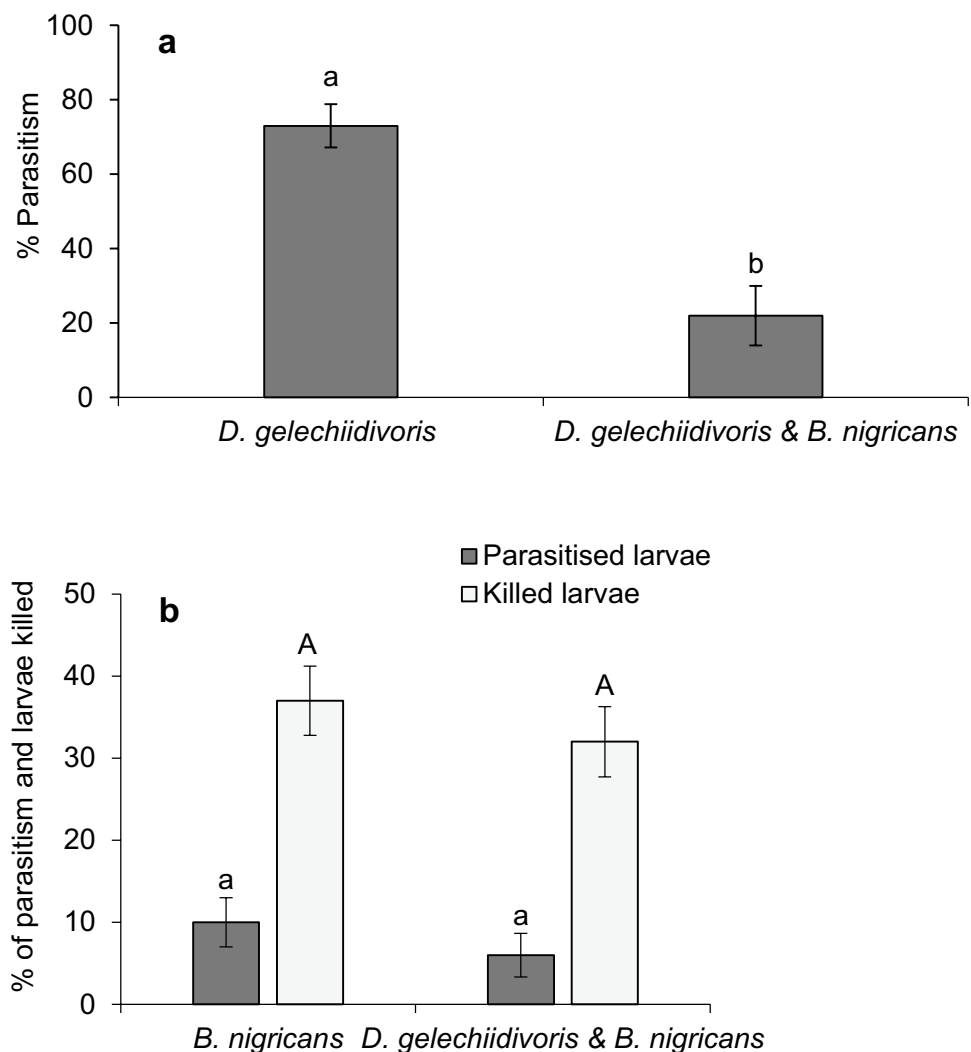 a
% Parasitism
100
80
60
40
20
0
a
b
D. gelechiidivoris
D. gelechiidivoris & B. nigricans
Parasitised larvae
Killed larvae
b
% of parasitism and larvae killed
50
40
30
20
10
0
a
A
a
A
B. nigricans
D. gelechiidivoris & B. nigricans